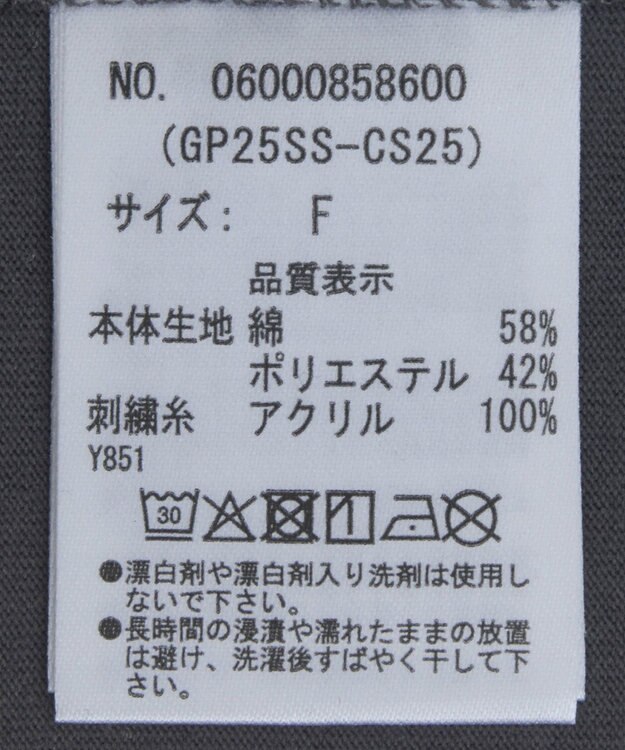 NO. 06000858600
(GP25SS-CS25)
サイズ: F
品質表示
本体生地 綿 58%
ポリエステル 42%
刺繍糸 アクリル 100%
Y851
30
●漂白剤や漂白剤入り洗剤は使用し
ないで下さい。
●長時間の浸漬や濡れたままの放置
は避け、洗濯後すばやく干して下
さい。